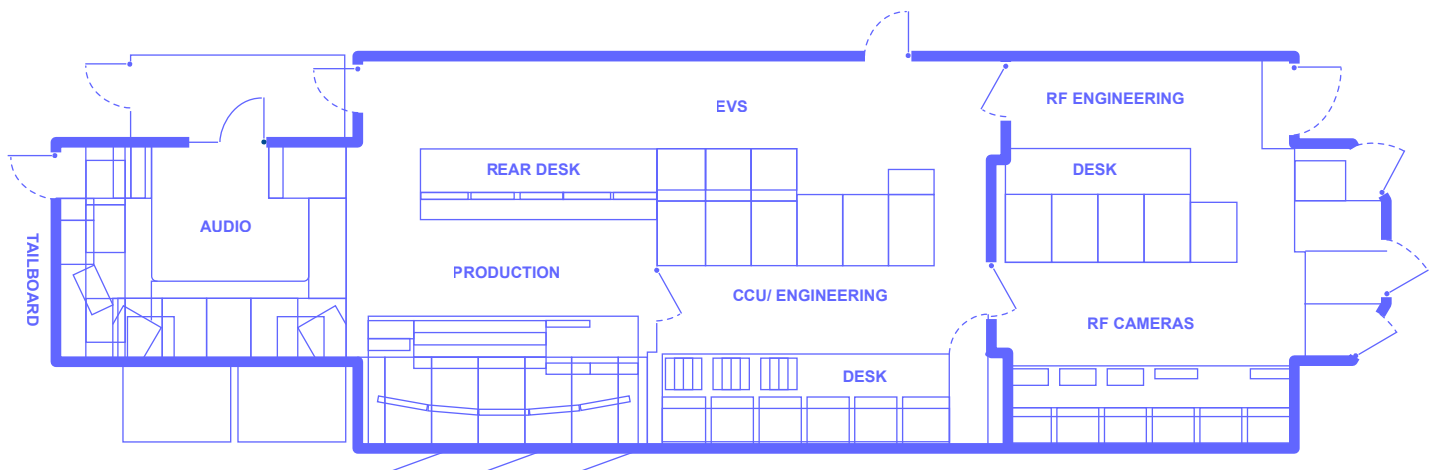 EVS
RF ENGINEERING
REAR DESK
DESK
AUDIO
TAILBOARD
PRODUCTION
CCU/ ENGINEERING
RF CAMERAS
DESK